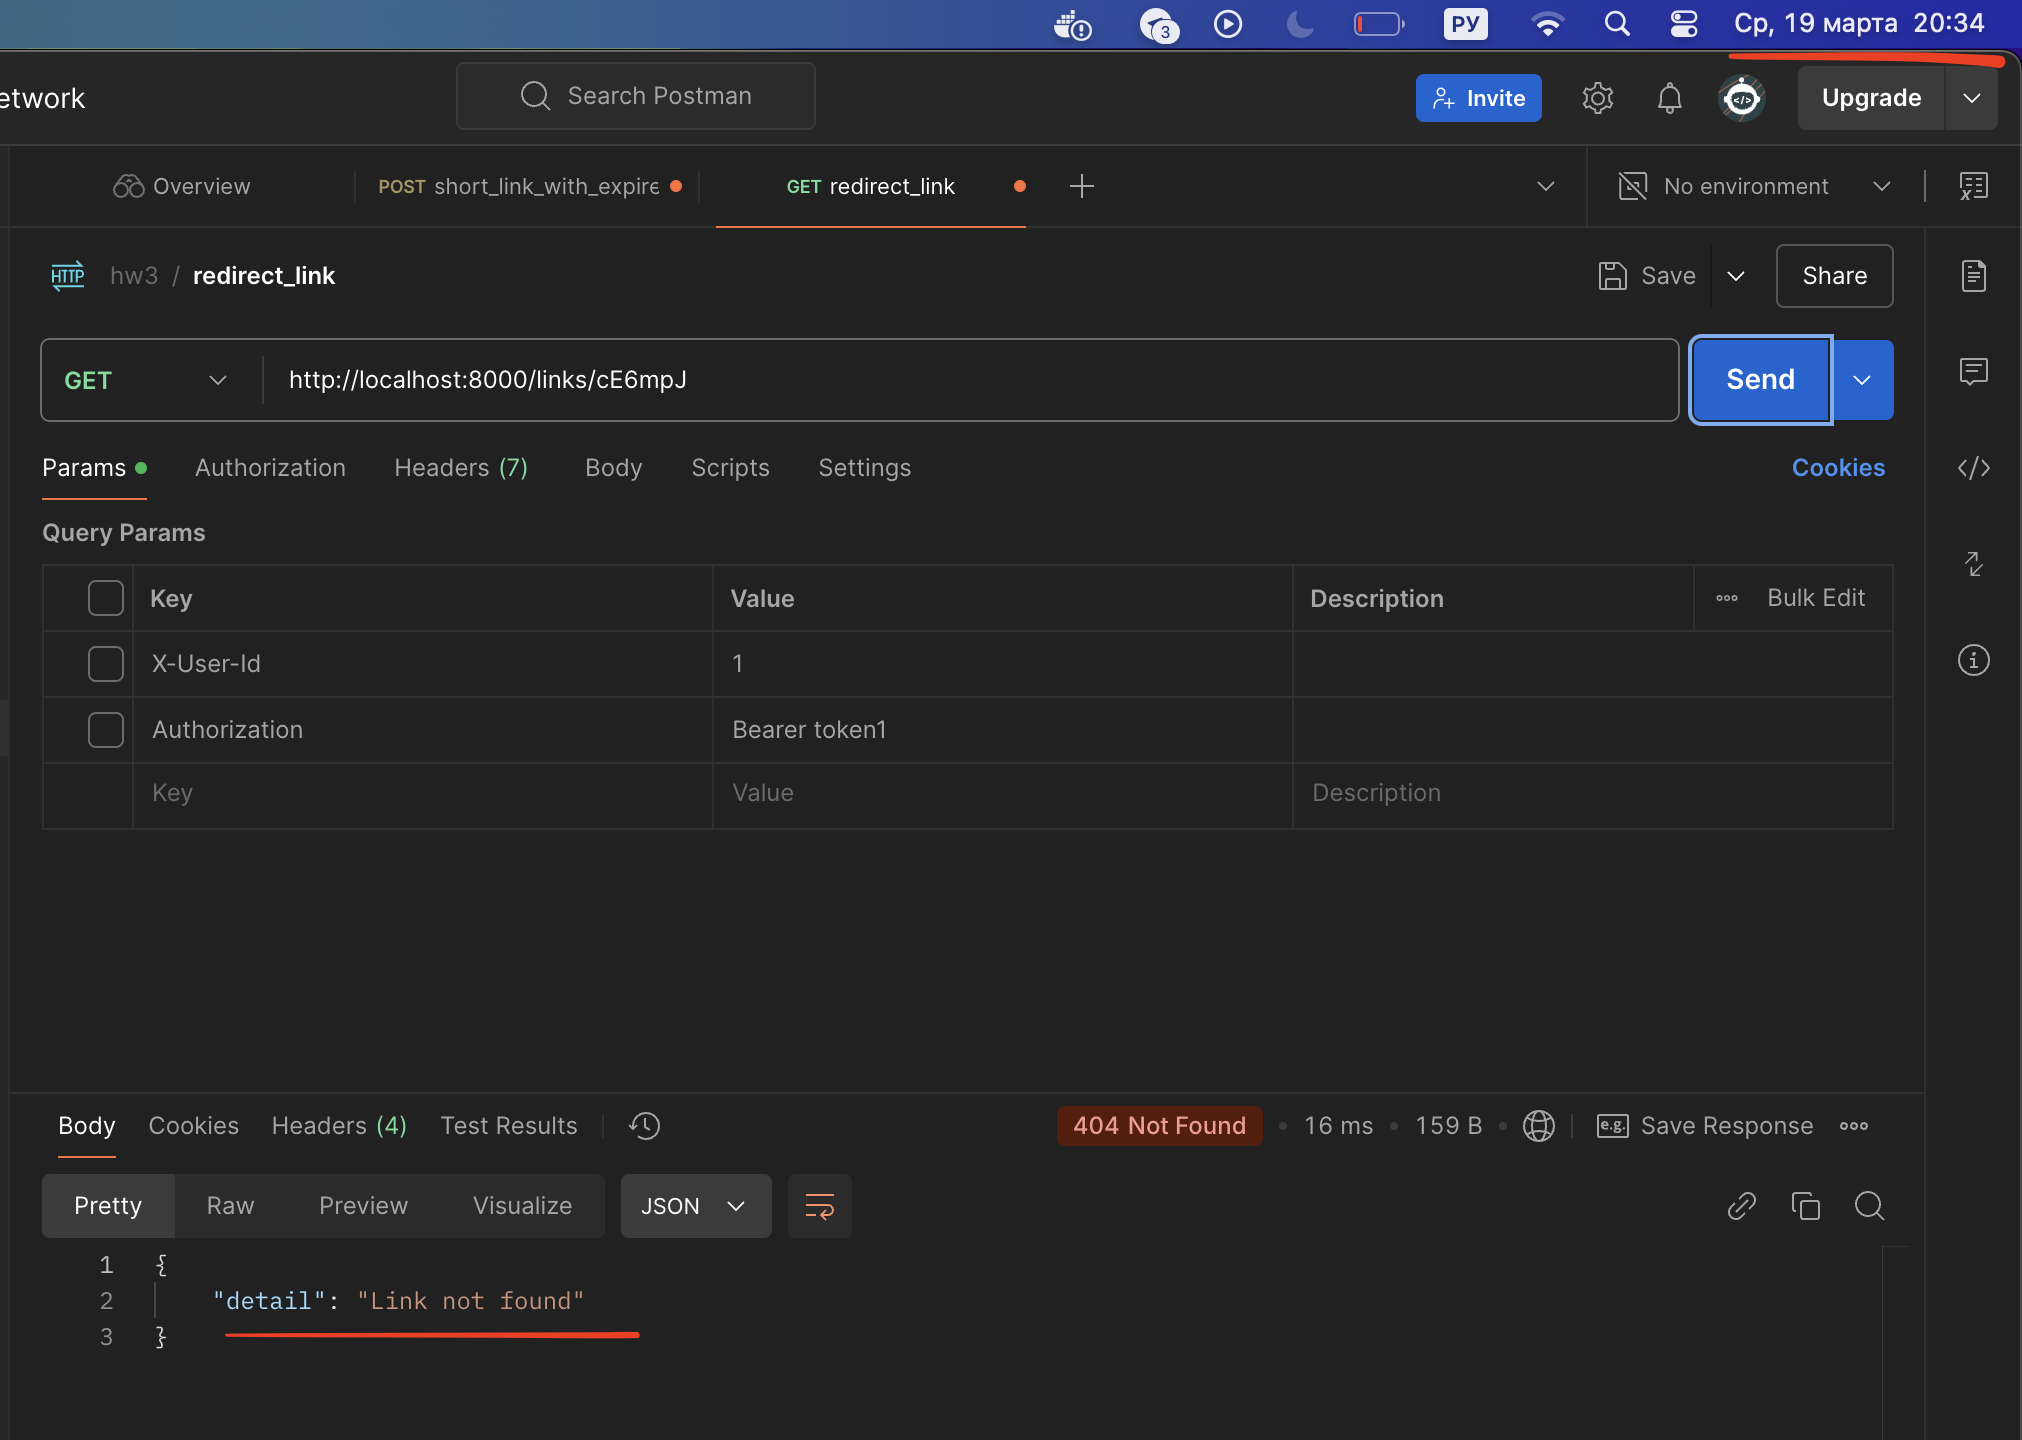 3
РУ
Ср, 19 марта 20:34
etwork
Search Postman
Invite
Upgrade
Overview
POST short_link_with_expire
GET redirect_link
No environment
HTTP hw3 / redirect_link
Save
Share
GET
http://localhost:8000/links/cE6mpJ
Send
Params
Authorization
Headers (7)
Body
Scripts
Settings
Cookies
Query Params
Key Value Description Bulk Edit
X-User-Id 1
Authorization Bearer token1
Key Value Description
Body Cookies Headers (4) Test Results
404 Not Found • 16 ms • 159 B •
e.g. Save Response
Pretty Raw Preview Visualize JSON
1 {
2 "detail": "Link not found"
3 }